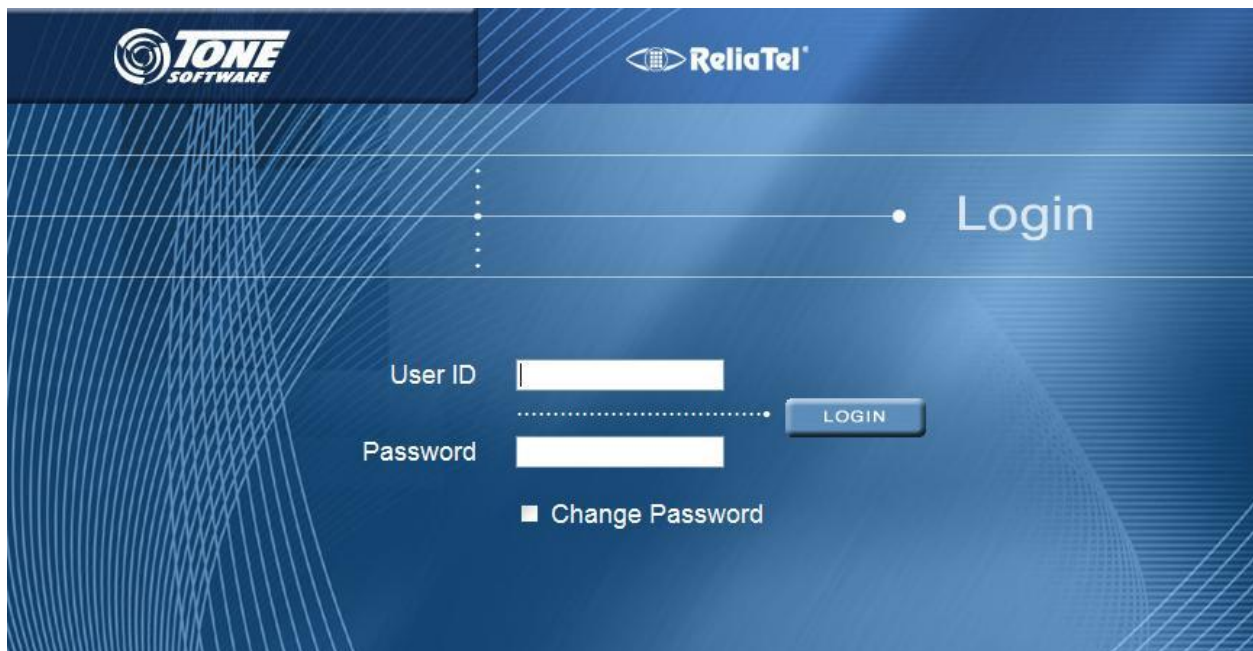 TONE
SOFTWARE
ReliaTel®
Login
User ID
LOGIN
Password
Change Password